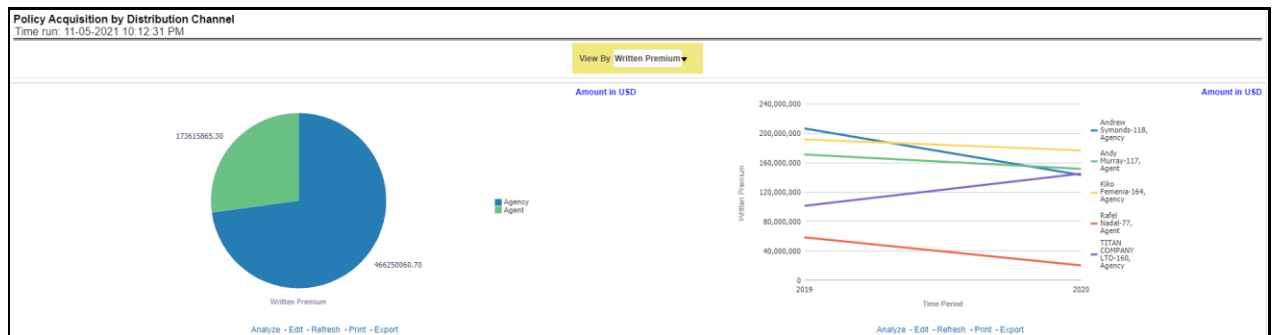 Policy Acquisition by Distribution Channel
Time run: 11-05-2021 10:12:31 PM
View By Written Premium
Amount in USD
173615865.30
466250060.70
Agency
Agent
Written Premium
Analyze - Edit - Refresh - Print - Export
Amount in USD
240,000,000
200,000,000
160,000,000
120,000,000
80,000,000
40,000,000
0
Written Premium
2019
2020
Time Period
Andrew
Symonds-118,
Agency
Andy
Murray-117,
Agent
Kiko
Femenia-164,
Agency
Rafel
Nadal-77,
Agent
TITAN
COMPANY
LTD-160,
Agency
Analyze - Edit - Refresh - Print - Export